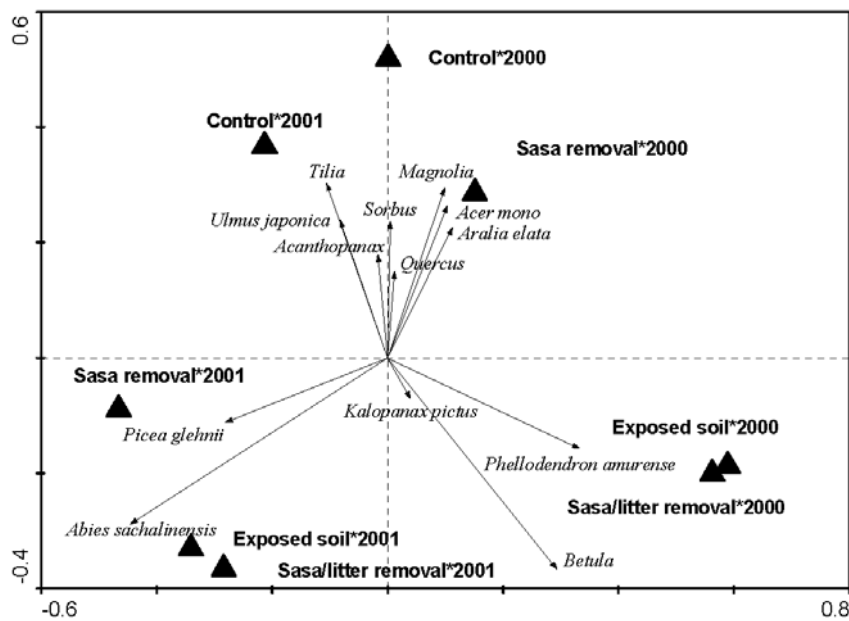 0.6
Control*2000
Control*2001
Sasa removal*2000
Tilia
Magnolia
Sorbus
Acer mono
Ulmus japonica
Aralia elata
Acanthopanax
Quercus
Sasa removal*2001
Kalopanax pictus
Picea glehnii
Exposed soil*2000
Phellodendron amurense
Sasa/litter removal*2000
Abies sachalinensis
Exposed soil*2001
Betula
Sasa/litter removal*2001
-0.4
-0.6
0.8